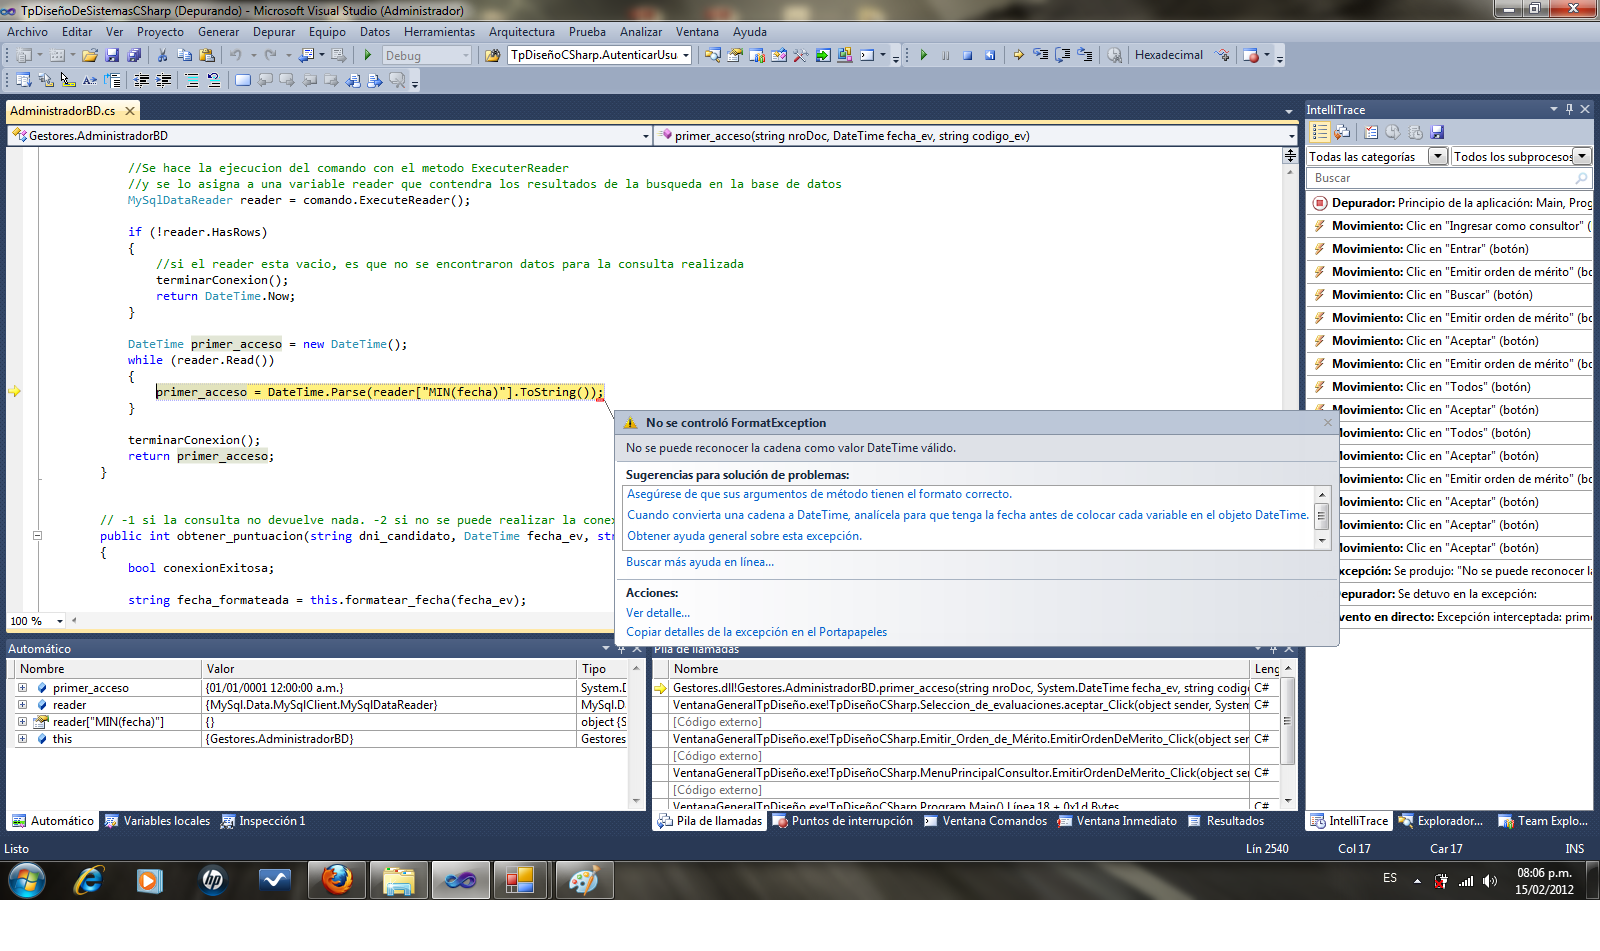 TpDiseñoDeSistemasCSharp (Depurando) - Microsoft Visual Studio (Administrador)
Archivo Editar Ver Proyecto Generar Depurar Equipo Datos Herramientas Arquitectura Prueba Analizar Ventana Ayuda
Debug TpDiseñoCSharp.AutenticarUsu Hexadecimal
AdministradorBD.cs
Gestores.AdministradorBD primer_acceso(string nroDoc, DateTime fecha_ev, string codigo_ev)
//Se hace la ejecucion del comando con el metodo ExecuterReader
//y se lo asigna a una variable reader que contendra los resultados de la busqueda en la base de datos
MySqlDataReader reader = comando.ExecuteReader();
if (!reader.HasRows)
{
//si el reader esta vacio, es que no se encontraron datos para la consulta realizada
terminarConexion();
return DateTime.Now;
}
DateTime primer_acceso = new DateTime();
while (reader.Read())
{
primer_acceso = DateTime.Parse(reader["MIN(fecha)"].ToString());
}
terminarConexion();
return primer_acceso;
}
// -1 si la consulta no devuelve nada. -2 si no se puede realizar la conex
public int obtener_puntuacion(string dni_candidato, DateTime fecha_ev, str
{
bool conexionExitosa;
string fecha_formateada = this.formatear_fecha(fecha_ev);
100 %
No se controló FormatException
No se puede reconocer la cadena como valor DateTime válido.
Sugerencias para solución de problemas:
Asegúrese de que sus argumentos de método tienen el formato correcto.
Cuando convierta una cadena a DateTime, analícela para que tenga la fecha antes de colocar cada variable en el objeto DateTime.
Obtener ayuda general sobre esta excepción.
Buscar más ayuda en línea...
Acciones:
Ver detalle...
Copiar detalles de la excepción en el Portapapeles
IntelliTrace
Todas las categorías Todos los subprocesos
Buscar
Depurador: Principio de la aplicación: Main, Prog
Movimiento: Clic en "Ingresar como consultor" (
Movimiento: Clic en "Entrar" (botón)
Movimiento: Clic en "Emitir orden de mérito" (bo
Movimiento: Clic en "Buscar" (botón)
Movimiento: Clic en "Emitir orden de mérito" (bo
Movimiento: Clic en "Aceptar" (botón)
Movimiento: Clic en "Emitir orden de mérito" (bo
Movimiento: Clic en "Todos" (botón)
Movimiento: Clic en "Aceptar" (botón)
ovimiento: Clic en "Todos" (botón)
ovimiento: Clic en "Aceptar" (botón)
ovimiento: Clic en "Emitir orden de mérito" (bo
ovimiento: Clic en "Aceptar" (botón)
ovimiento: Clic en "Aceptar" (botón)
ovimiento: Clic en "Aceptar" (botón)
xcepción: Se produjo: "No se puede reconocer la
epurador: Se detuvo en la excepción:
vento en directo: Excepción interceptada: prime
Automático
Nombre Valor Tipo
primer_acceso {01/01/0001 12:00:00 a.m.} System.D
reader {MySql.Data.MySqlClient.MySqlDataReader} MySql.Da
reader["MIN(fecha)"] {} object {S
this {Gestores.AdministradorBD} Gestores
Pila de llamadas
Nombre Leng
Gestores.dll!Gestores.AdministradorBD.primer_acceso(string nroDoc, System.DateTime fecha_ev, string codig C#
VentanaGeneralTpDiseño.exe!TpDiseñoCSharp.Seleccion_de_evaluaciones.aceptar_Click(object sender, System C#
[Código externo]
VentanaGeneralTpDiseño.exe!TpDiseñoCSharp.Emitir_Orden_de_Mérito.EmitirOrdenDeMerito_Click(object ser C#
[Código externo]
VentanaGeneralTpDiseño.exe!TpDiseñoCSharp.MenuPrincipalConsultor.EmitirOrdenDeMerito_Click(object ser C#
[Código externo]
VentanaGeneralTpDiseño.exe!TpDiseñoCSharp.Program.Main() Línea 18 + 0x1d Bytes C#
Automático Variables locales Inspección 1
Pila de llamadas Puntos de interrupción Ventana Comandos Ventana Inmediato Resultados
IntelliTrace Explorador... Team Explo...
Listo Lín 2540 Col 17 Car 17 INS
hp
ES
08:06 p.m.
15/02/2012